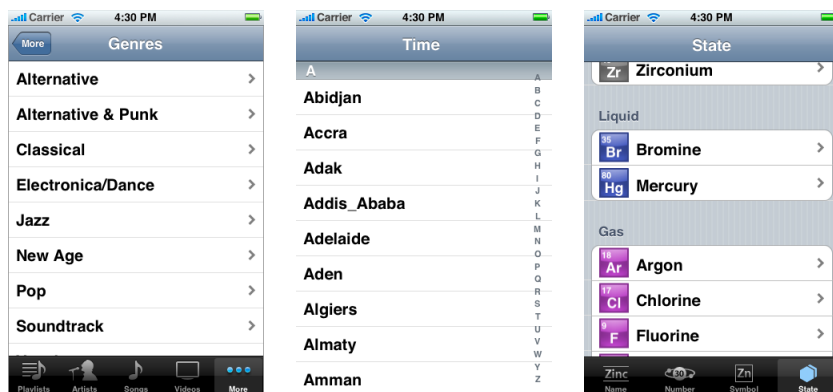 Carrier 4:30 PM
More Genres
Alternative
Alternative & Punk
Classical
Electronica/Dance
Jazz
New Age
Pop
Soundtrack
Playlists Artists Songs Videos More
Carrier 4:30 PM
Time
A
Abidjan
Accra
Adak
Addis_Ababa
Adelaide
Aden
Algiers
Almaty
Amman
A
B
C
D
E
F
G
H
I
J
K
L
M
N
O
P
Q
R
S
T
U
V
W
Y
Z
Carrier 4:30 PM
State
Zr Zirconium
Liquid
35
Br Bromine
80
Hg Mercury
Gas
18
Ar Argon
17
Cl Chlorine
9
F Fluorine
Zinc 30 Zn
Name Number Symbol State